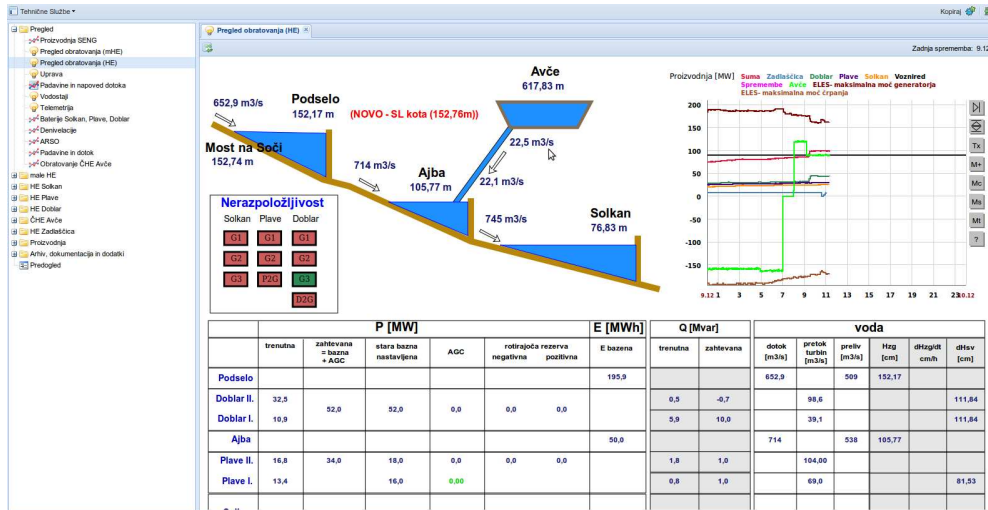 Tehnične Službe
Kopiraj
Pregled
Proizvodnja SENG
Pregled obratovanja (mHE)
Pregled obratovanja (HE)
Uprava
Padavine in napoved dotoka
Vodostaji
Telemetrija
Baterije Solkan, Plave, Doblar
Denivelacije
ARSO
Padavine in dotok
Obratovanje ČHE Avče
male HE
HE Solkan
HE Plave
HE Doblar
ČHE Avče
HE Zadlaščica
Proizvodnja
Arhiv, dokumentacija in dodatki
Predogled
Pregled obratovanja (HE)
Zadnja sprememba: 9.12
652,9 m3/s
Podselo
152,17 m
(NOVO - SL kota (152,76m))
Avče
617,83 m
Most na Soči
152,74 m
714 m3/s
Ajba
105,77 m
22,5 m3/s
22,1 m3/s
745 m3/s
Solkan
76,83 m
Nerazpoložljivost
Solkan Plave Doblar
G1 G1 G1
G2 G2 G2
G3 P2G G3
D2G
Proizvodnja [MW]
Suma Zadlaščica Doblar Plave Solkan Voznired
Spremembe Avče ELES- maksimalna moč generatorja
ELES- maksimalna moč črpanja
200
150
100
50
0
-50
-100
-150
9.12 1 3 5 7 9 11 13 15 17 19 21 23 10.12
Tx
M+
Mc
Ms
Mt
?
P [MW] E [MWh] Q [Mvar] voda
trenutna zahtevana = bazna + AGC stara bazna nastavljena AGC rotirajoča rezerva negativna pozitivna E bazena trenutna zahtevana dotok [m3/s] pretok turbin [m3/s] preliv [m3/s] Hzg [cm] dHzg/dt cm/h dHsv [cm]
Podselo 195,9 652,9 509 152,17
Doblar II. 32,5 0,5 -0,7 98,6 111,84
52,0 52,0 0,0 0,0 0,0
Doblar I. 10,9 5,9 10,0 39,1 111,84
Ajba 50,0 714 538 105,77
Plave II. 16,8 34,0 18,0 0,0 0,0 0,0 1,8 1,0 104,00
Plave I. 13,4 16,0 0,00 0,8 1,0 69,0 81,53